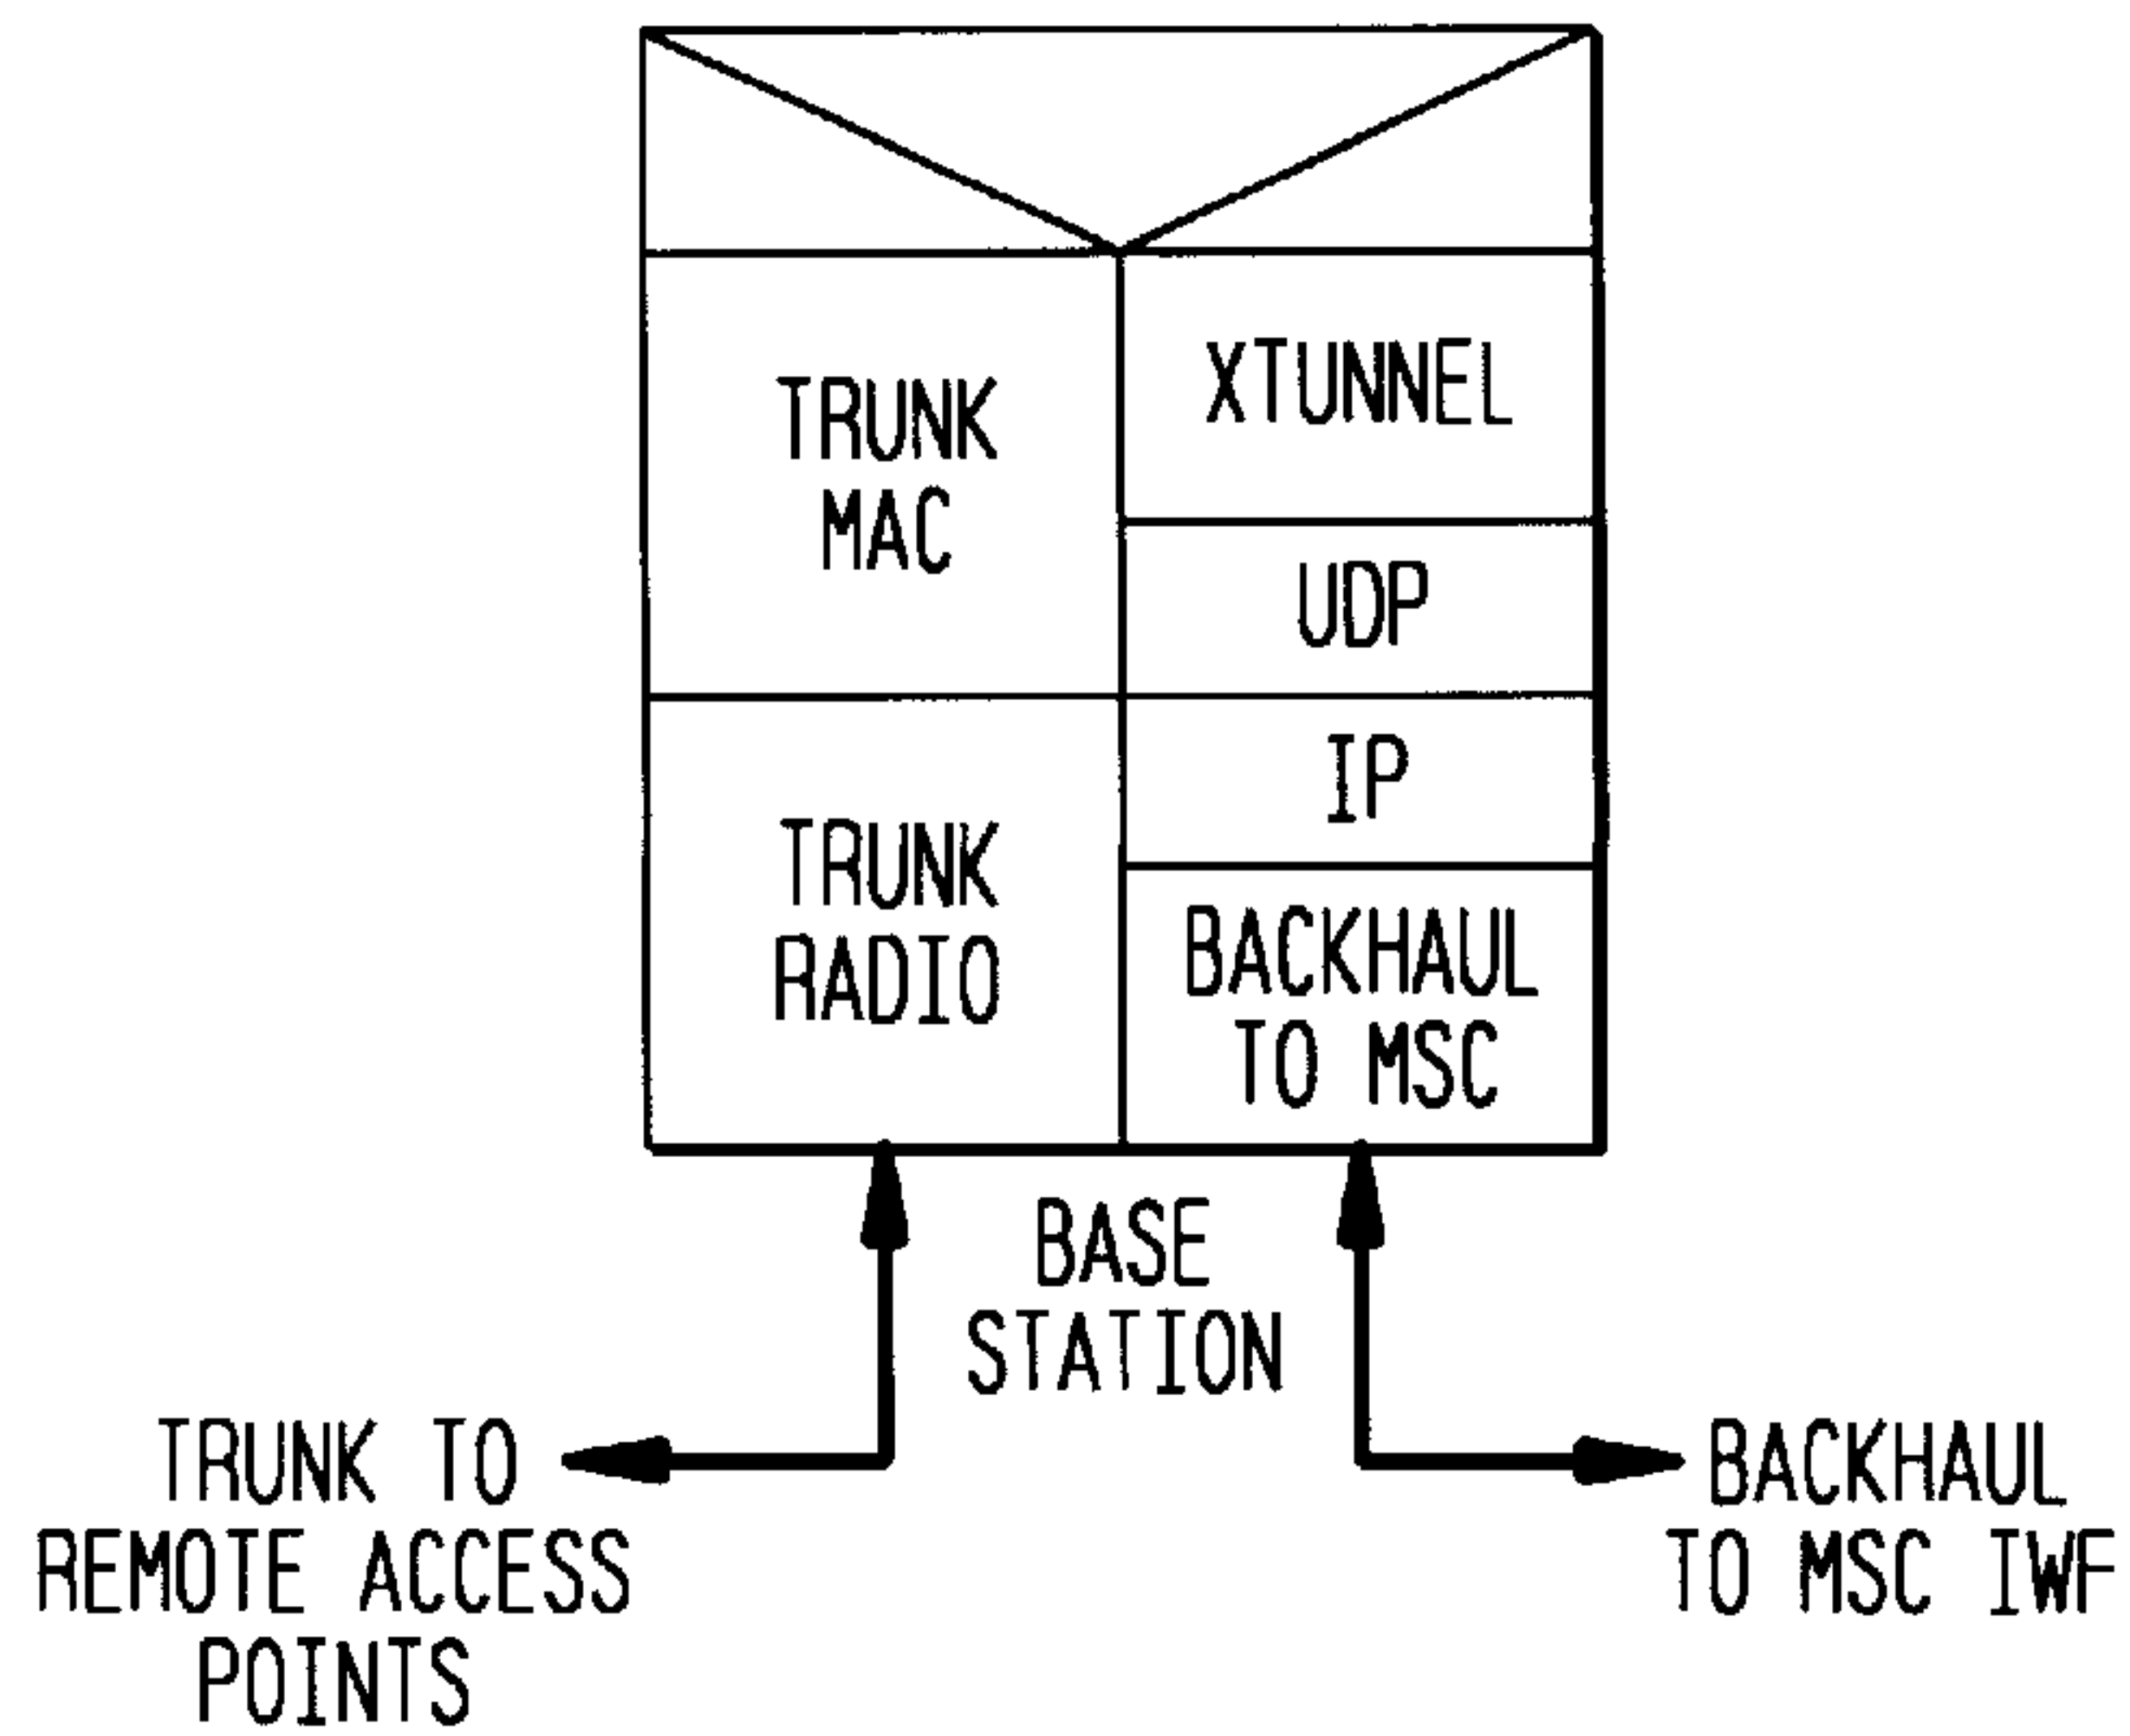 TRUNK
MAC
XTUNNEL
UDP
IP
TRUNK
RADIO
BACKHAUL
TO MSC
BASE
STATION
TRUNK TO
REMOTE ACCESS
POINTS
BACKHAUL
TO MSC IWF